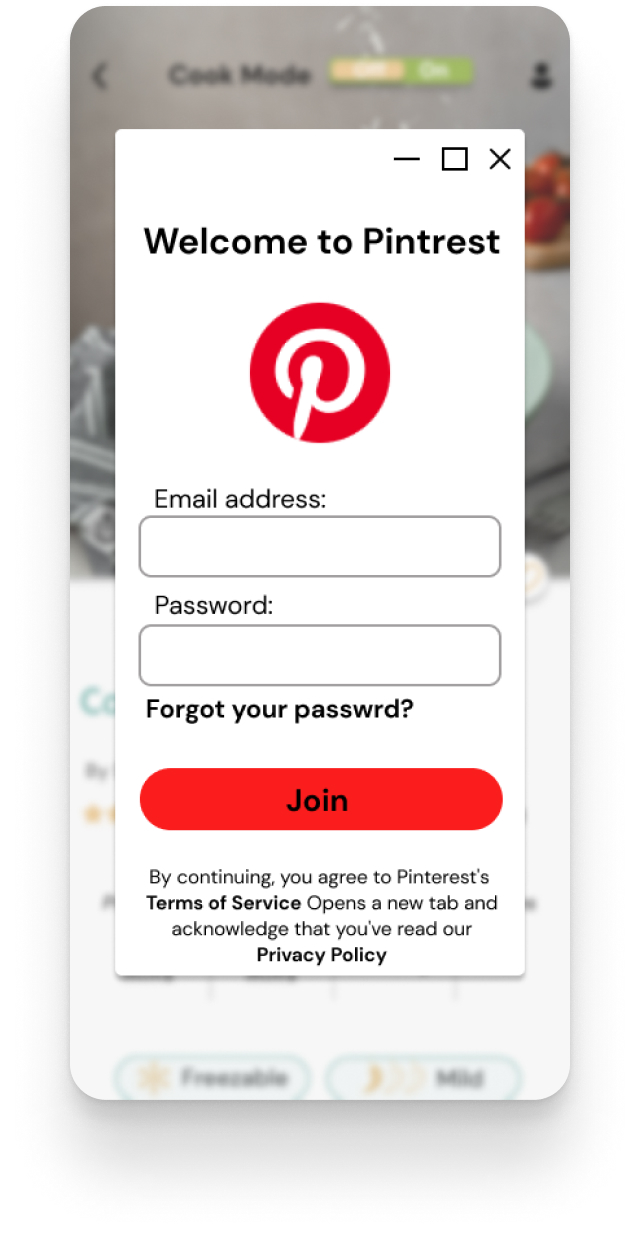 Cook Mode Off On
Welcome to Pintrest
Email address:
Password:
Forgot your passwrd?
Join
By continuing, you agree to Pinterest's
Terms of Service Opens a new tab and
acknowledge that you've read our
Privacy Policy
Freezable Mild